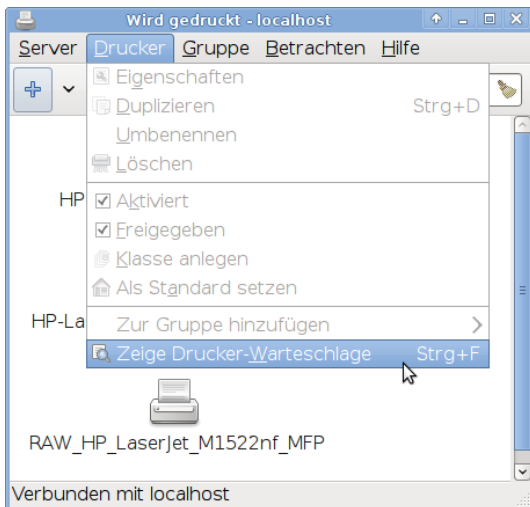 Wird gedruckt - localhost
Server Drucker Gruppe Betrachten Hilfe
Eigenschaften
Duplizieren Strg+D
Umbenennen
Löschen
HP
Aktiviert
Freigegeben
Klasse anlegen
Als Standard setzen
HP-La
Zur Gruppe hinzufügen
Zeige Drucker-Warteschlage Strg+F
RAW_HP_LaserJet_M1522nf_MFP
Verbunden mit localhost